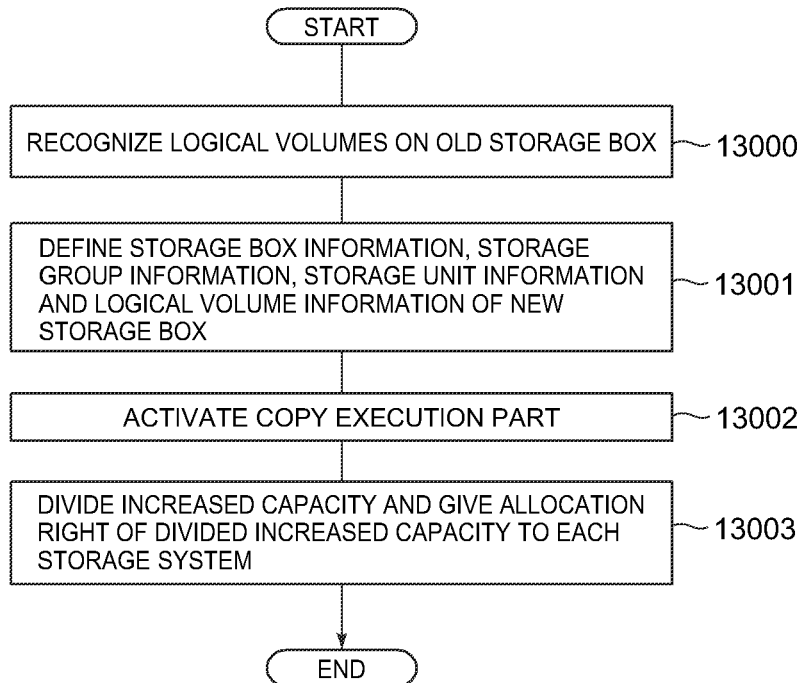 START
RECOGNIZE LOGICAL VOLUMES ON OLD STORAGE BOX
13000
DEFINE STORAGE BOX INFORMATION, STORAGE
GROUP INFORMATION, STORAGE UNIT INFORMATION
AND LOGICAL VOLUME INFORMATION OF NEW
STORAGE BOX
13001
ACTIVATE COPY EXECUTION PART
13002
DIVIDE INCREASED CAPACITY AND GIVE ALLOCATION
RIGHT OF DIVIDED INCREASED CAPACITY TO EACH
STORAGE SYSTEM
13003
END